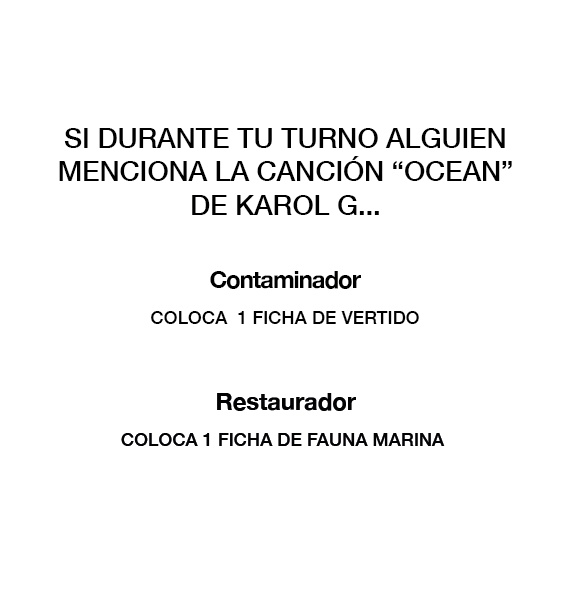 SI DURANTE TU TURNO ALGUIEN
MENCIONA LA CANCIÓN “OCEAN”
DE KAROL G...
Contaminador
COLOCA  1 FICHA DE VERTIDO
Restaurador
COLOCA 1 FICHA DE FAUNA MARINA